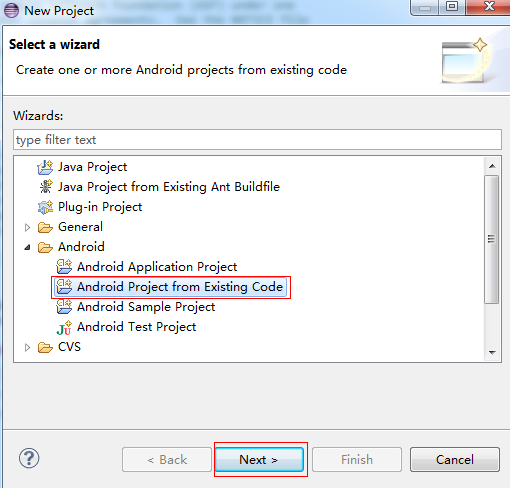 New Project
Select a wizard
Create one or more Android projects from existing code
Wizards:
type filter text
Java Project
Java Project from Existing Ant Buildfile
Plug-in Project
General
Android
Android Application Project
Android Project from Existing Code
Android Sample Project
Android Test Project
CVS
?
< Back
Next >
Finish
Cancel